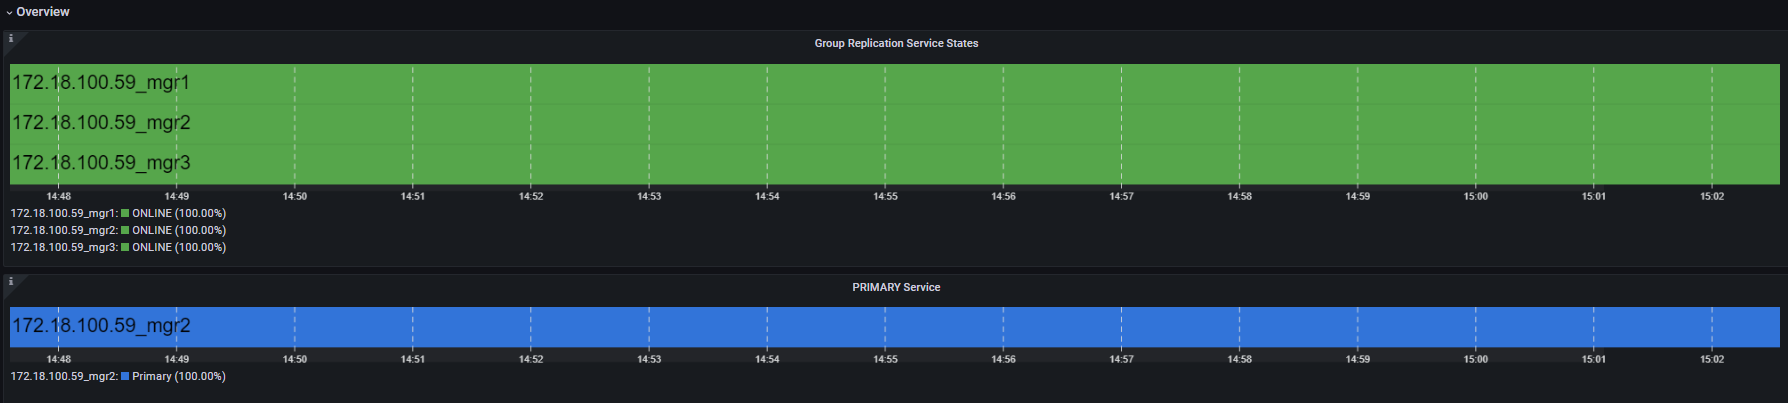 Overview
i
Group Replication Service States
172.18.100.59_mgr1
172.18.100.59_mgr2
172.18.100.59_mgr3
14:48 14:49 14:50 14:51 14:52 14:53 14:54 14:55 14:56 14:57 14:58 14:59 15:00 15:01 15:02
172.18.100.59_mgr1: ONLINE (100.00%)
172.18.100.59_mgr2: ONLINE (100.00%)
172.18.100.59_mgr3: ONLINE (100.00%)
i
PRIMARY Service
172.18.100.59_mgr2
14:48 14:49 14:50 14:51 14:52 14:53 14:54 14:55 14:56 14:57 14:58 14:59 15:00 15:01 15:02
172.18.100.59_mgr2: Primary (100.00%)